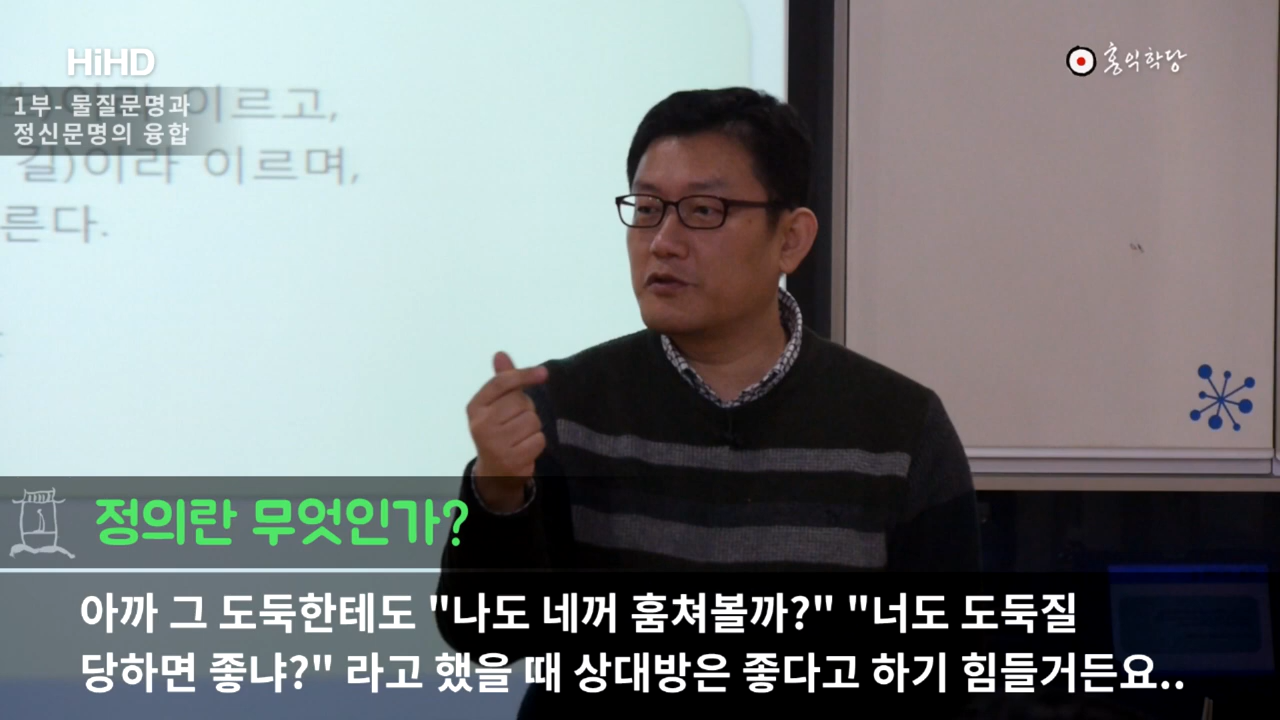 HiHD
홍익학당
1부- 물질문명과
정신문명의 융합
이르고,
길)이라 이르며,
른다.
정의란 무엇인가?
아까 그 도둑한테도 "나도 네꺼 훔쳐볼까?" "너도 도둑질
당하면 좋냐?" 라고 했을 때 상대방은 좋다고 하기 힘들거든요..